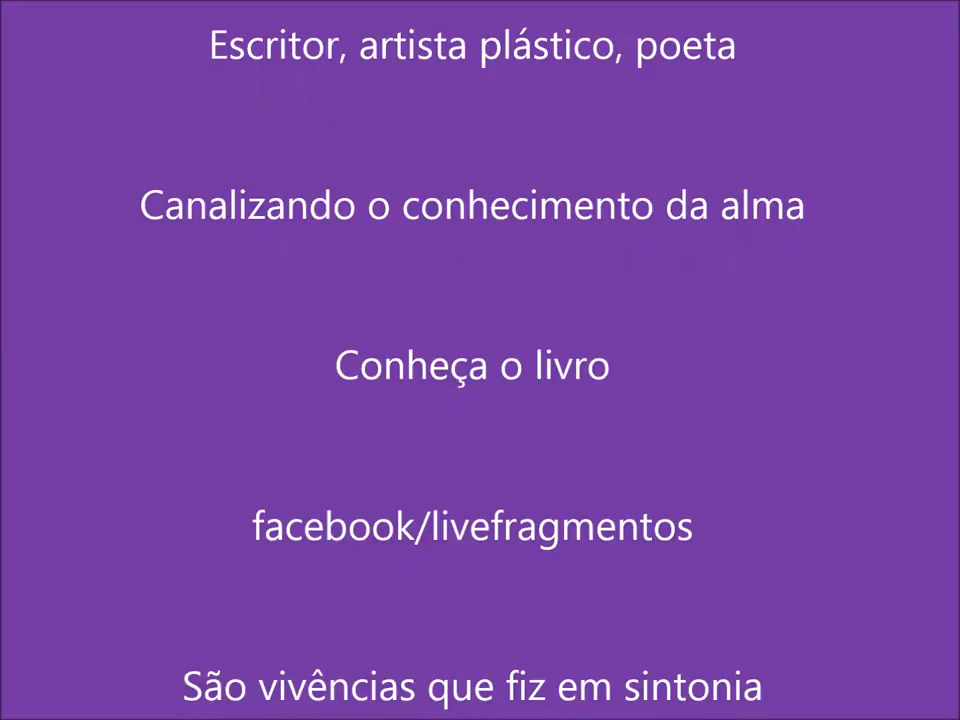 Escritor, artista plástico, poeta
Canalizando o conhecimento da alma
Conheça o livro
facebook/livefragmentos
São vivências que fiz em sintonia